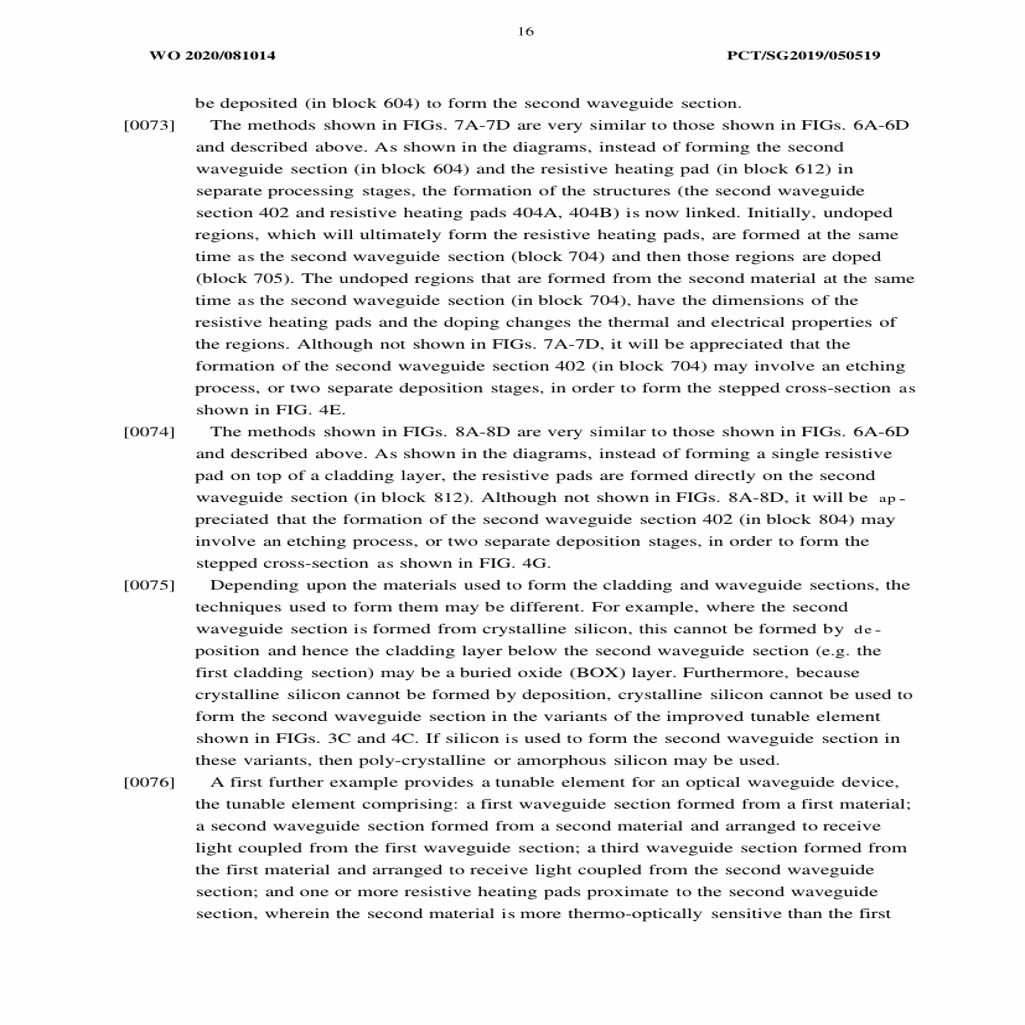 16
WO 2020/081014 PCT/SG2019/050519
be deposited (in block 604) to form the second waveguide section.
[0073] The methods shown in FIGs. 7A-7D are very similar to those shown in FIGs. 6A-6D
and described above. As shown in the diagrams, instead of forming the second
waveguide section (in block 604) and the resistive heating pad (in block 612) in
separate processing stages, the formation of the structures (the second waveguide
section 402 and resistive heating pads 404A, 404B) is now linked. Initially, undoped
regions, which will ultimately form the resistive heating pads, are formed at the same
time as the second waveguide section (block 704) and then those regions are doped
(block 705). The undoped regions that are formed from the second material at the same
time as the second waveguide section (in block 704), have the dimensions of the
resistive heating pads and the doping changes the thermal and electrical properties of
the regions. Although not shown in FIGs. 7A-7D, it will be appreciated that the
formation of the second waveguide section 402 (in block 704) may involve an etching
process, or two separate deposition stages, in order to form the stepped cross-section as
shown in FIG. 4E.
[0074] The methods shown in FIGs. 8A-8D are very similar to those shown in FIGs. 6A-6D
and described above. As shown in the diagrams, instead of forming a single resistive
pad on top of a cladding layer, the resistive pads are formed directly on the second
waveguide section (in block 812). Although not shown in FIGs. 8A-8D, it will be ap-
preciated that the formation of the second waveguide section 402 (in block 804) may
involve an etching process, or two separate deposition stages, in order to form the
stepped cross-section as shown in FIG. 4G.
[0075] Depending upon the materials used to form the cladding and waveguide sections, the
techniques used to form them may be different. For example, where the second
waveguide section is formed from crystalline silicon, this cannot be formed by de-
position and hence the cladding layer below the second waveguide section (e.g. the
first cladding section) may be a buried oxide (BOX) layer. Furthermore, because
crystalline silicon cannot be formed by deposition, crystalline silicon cannot be used to
form the second waveguide section in the variants of the improved tunable element
shown in FIGs. 3C and 4C. If silicon is used to form the second waveguide section in
these variants, then poly-crystalline or amorphous silicon may be used.
[0076] A first further example provides a tunable element for an optical waveguide device,
the tunable element comprising: a first waveguide section formed from a first material;
a second waveguide section formed from a second material and arranged to receive
light coupled from the first waveguide section; a third waveguide section formed from
the first material and arranged to receive light coupled from the second waveguide
section; and one or more resistive heating pads proximate to the second waveguide
section, wherein the second material is more thermo-optically sensitive than the first